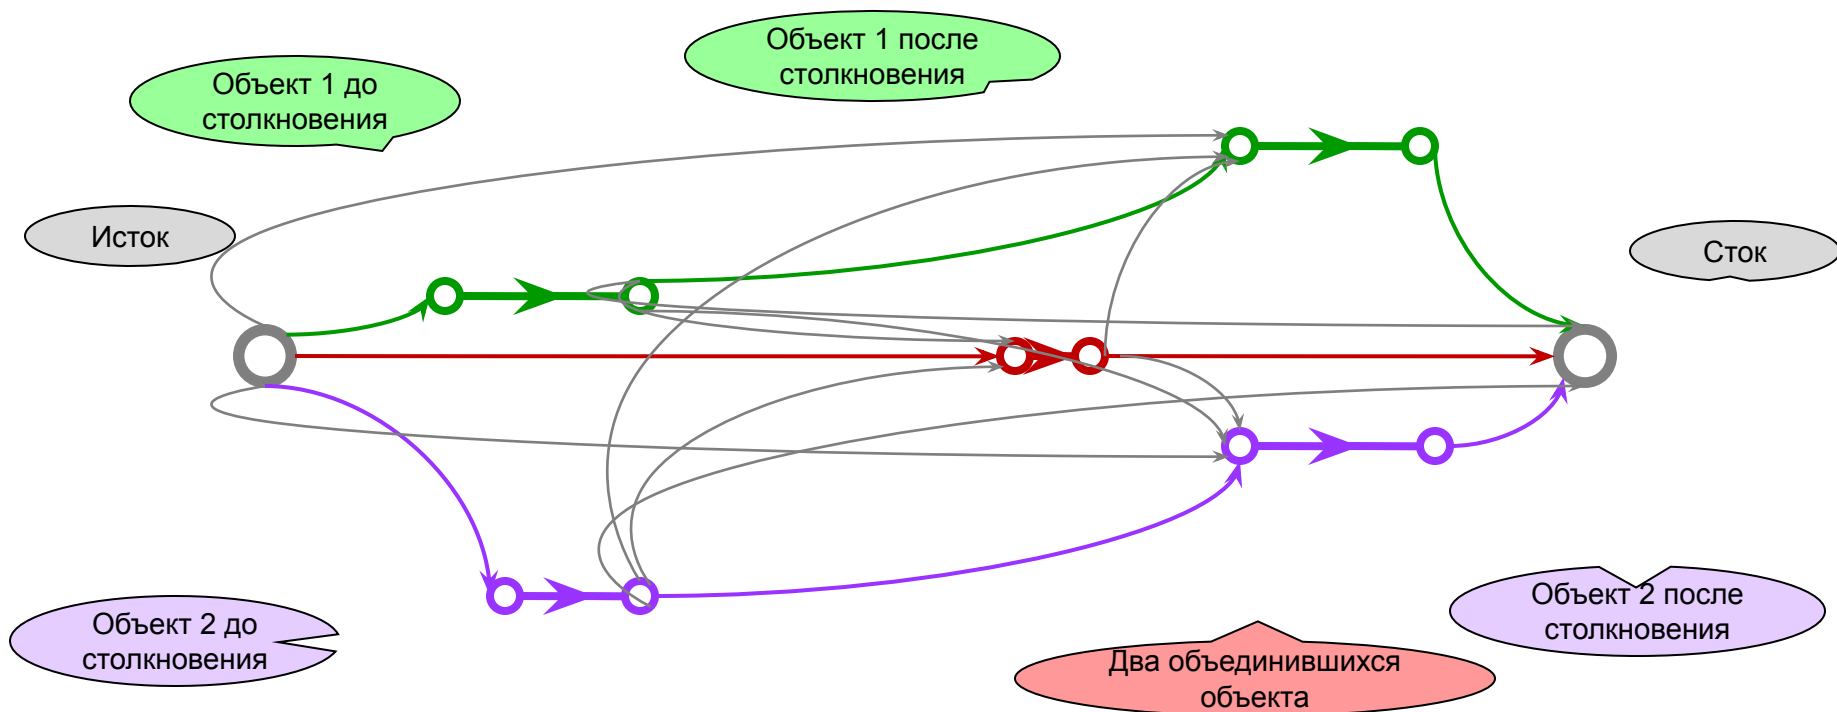 Объект 1 после
столкновения
Объект 1 до
столкновения
Исток
Сток
Объект 2 до
столкновения
Объект 2 после
столкновения
Два объединившихся
объекта